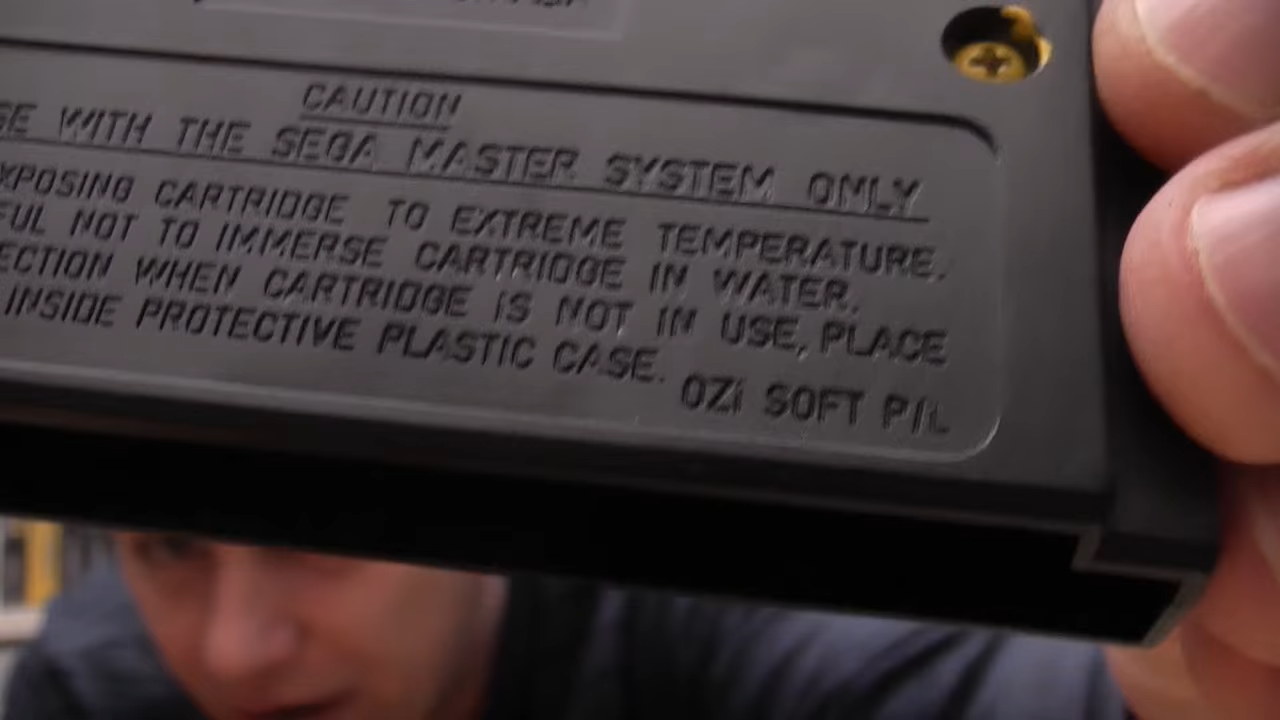 CAUTION
WITH THE SEGA MASTER SYSTEM ONLY
XPOSING CARTRIDGE TO EXTREME TEMPERATURE.
FUL NOT TO IMMERSE CARTRIDGE IN WATER.
ECTION WHEN CARTRIDGE IS NOT IN USE, PLACE
INSIDE PROTECTIVE PLASTIC CASE.
OZI SOFT P/L